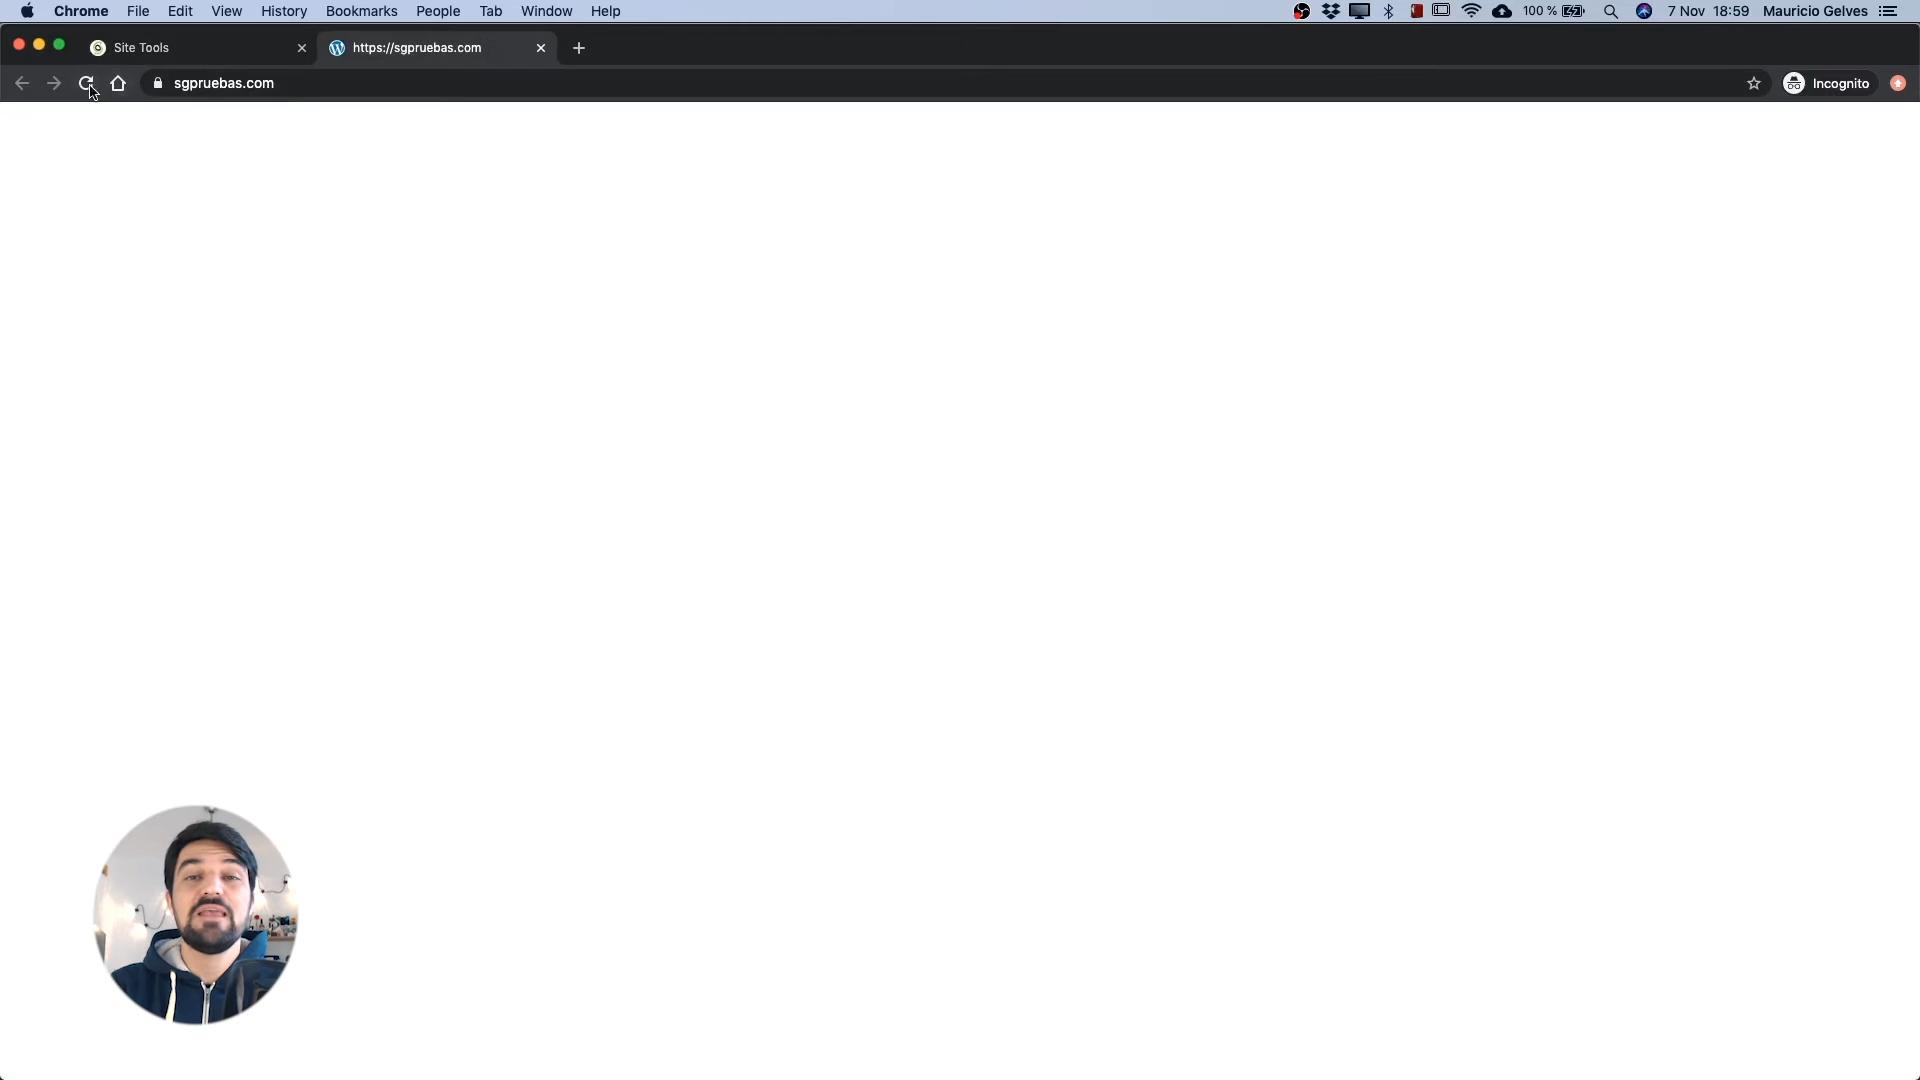 Chrome File Edit View History Bookmarks People Tab Window Help 100 % 7 Nov 18:59 Mauricio Gelves
Site Tools https://sgpruebas.com
sgpruebas.com Incognito